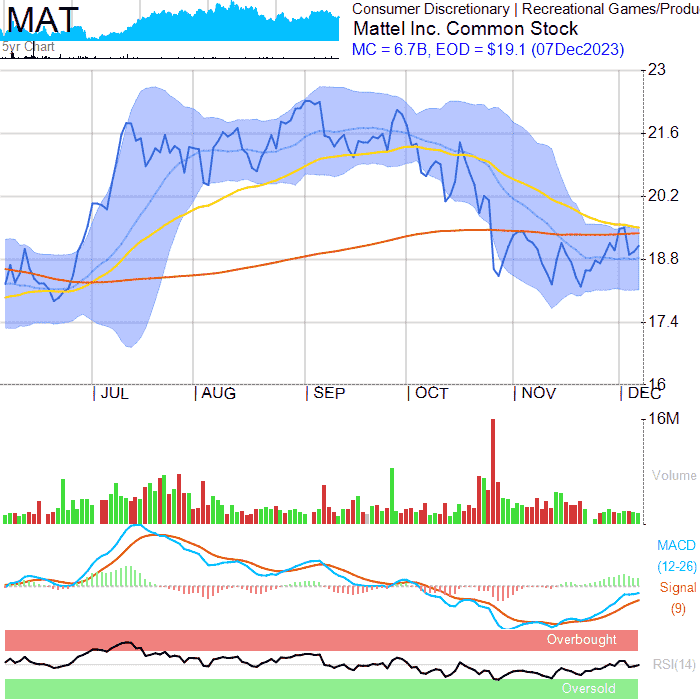 MAT
5yr Chart
Consumer Discretionary | Recreational Games/Produ
Mattel Inc. Common Stock
MC = 6.7B, EOD = $19.1 (07Dec2023)
23
21.6
20.2
18.8
17.4
16
JUL
AUG
SEP
OCT
NOV
DEC
16M
Volume
MACD
(12-26)
Signal
(9)
Overbought
RSI(14)
Oversold